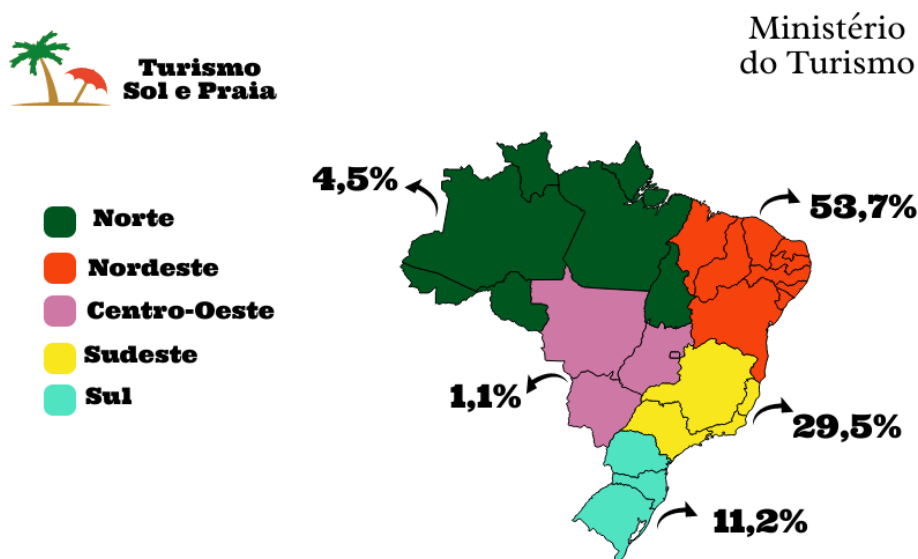 Turismo
Sol e Praia
Ministério
do Turismo
Norte
Nordeste
Centro-Oeste
Sudeste
Sul
4,5%
53,7%
1,1%
29,5%
11,2%